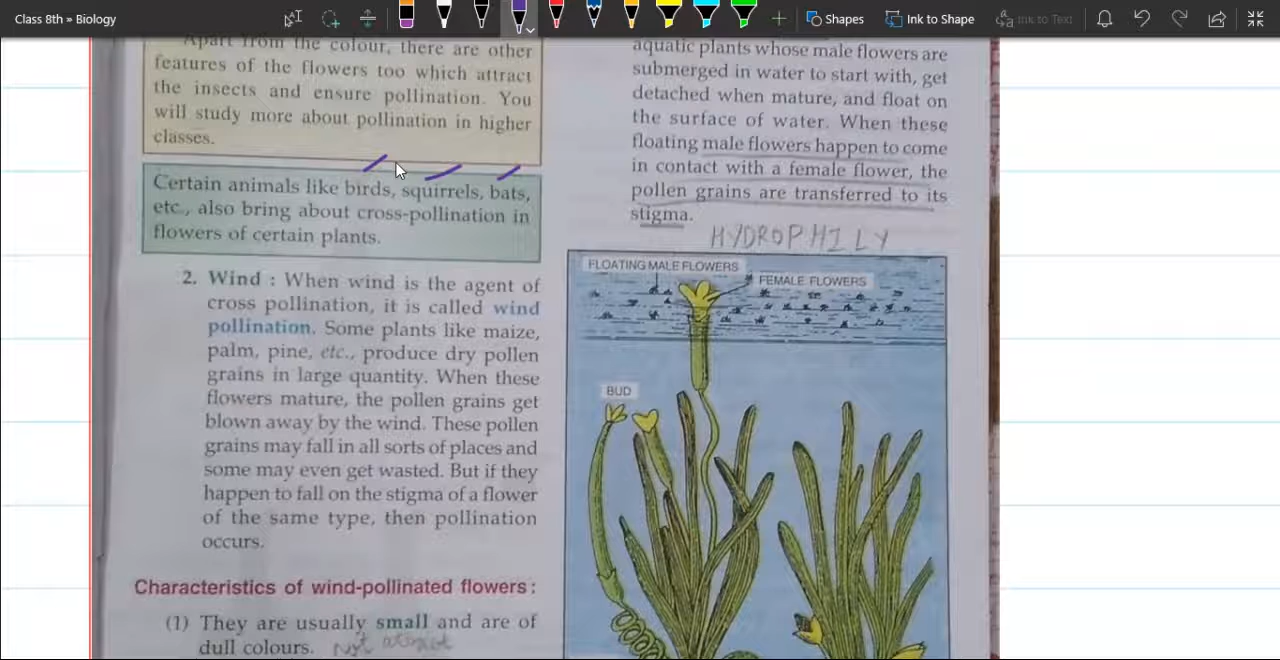 Class 8th » Biology
Shapes
Ink to Shape
Ink to Text
Apart from the colour, there are other
features of the flowers too which attract
the insects and ensure pollination. You
will study more about pollination in higher
classes.
Certain animals like birds, squirrels, bats,
etc., also bring about cross-pollination in
flowers of certain plants.
2. Wind : When wind is the agent of
cross pollination, it is called wind
pollination. Some plants like maize,
palm, pine, etc., produce dry pollen
grains in large quantity. When these
flowers mature, the pollen grains get
blown away by the wind. These pollen
grains may fall in all sorts of places and
some may even get wasted. But if they
happen to fall on the stigma of a flower
of the same type, then pollination
occurs.
Characteristics of wind-pollinated flowers :
(1) They are usually small and are of
dull colours. Not attract
aquatic plants whose male flowers are
submerged in water to start with, get
detached when mature, and float on
the surface of water. When these
floating male flowers happen to come
in contact with a female flower, the
pollen grains are transferred to its
stigma.
HYDROPHILY
FLOATING MALE FLOWERS
FEMALE FLOWERS
BUD